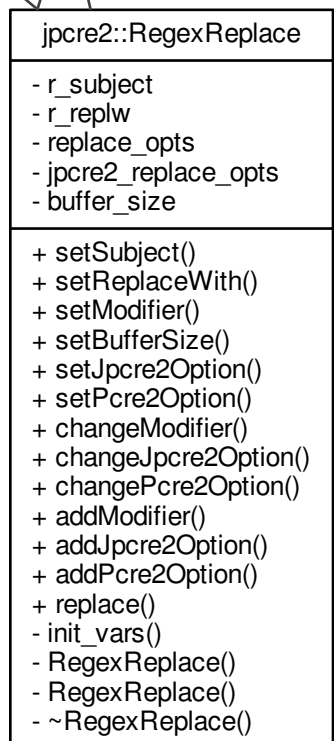 jpcre2::RegexReplace
- r_subject
- r_replw
- replace_opts
- jpcre2_replace_opts
- buffer_size
+ setSubject()
+ setReplaceWith()
+ setModifier()
+ setBufferSize()
+ setJpcre2Option()
+ setPcre2Option()
+ changeModifier()
+ changeJpcre2Option()
+ changePcre2Option()
+ addModifier()
+ addJpcre2Option()
+ addPcre2Option()
+ replace()
- init_vars()
- RegexReplace()
- RegexReplace()
- ~RegexReplace()